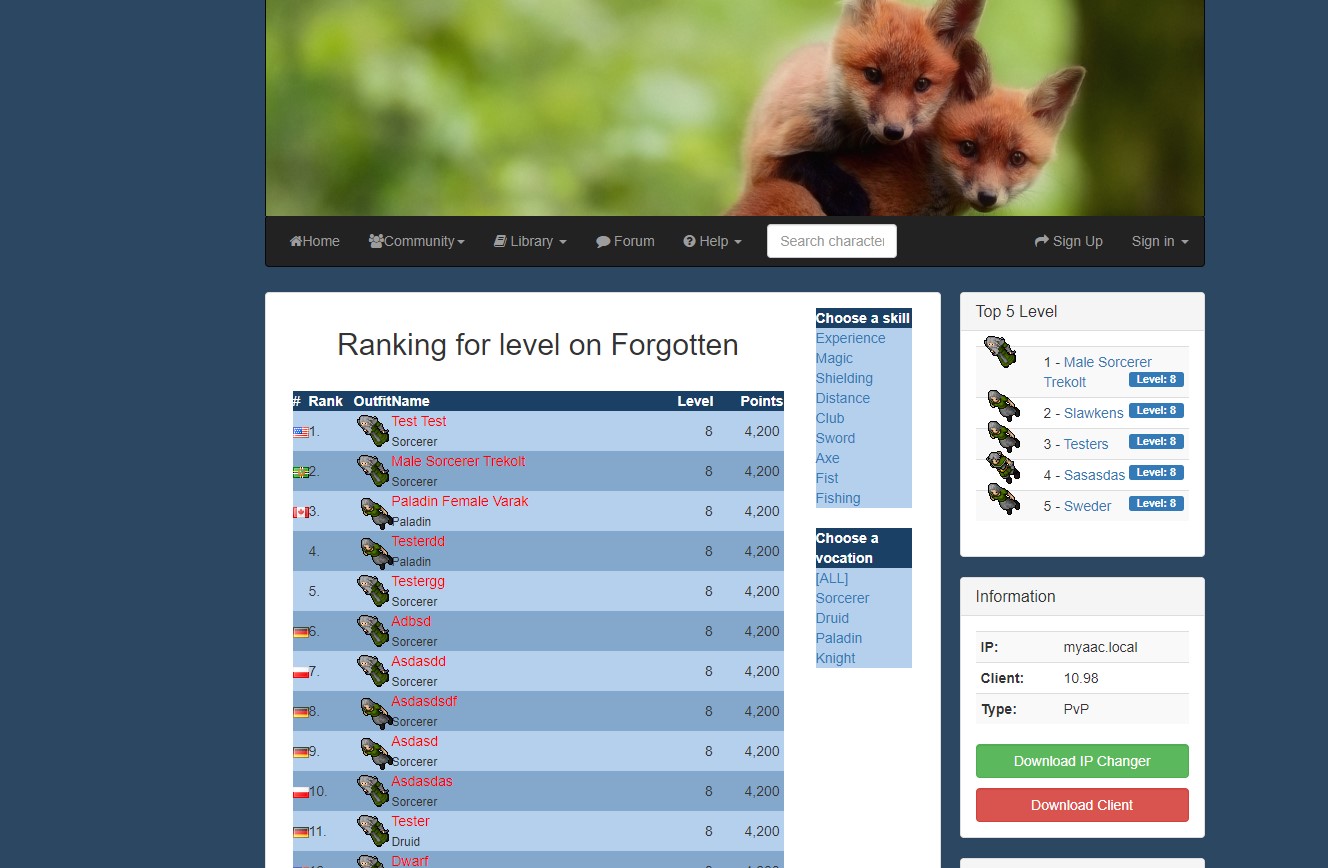 Home Community Library Forum Help Search character Sign Up Sign in
Ranking for level on Forgotten
# Rank Outfit Name Level Points
1. Test Test 8 4,200
Sorcerer
2. Male Sorcerer Trekolt 8 4,200
Sorcerer
3. Paladin Female Varak 8 4,200
Paladin
4. Testerdd 8 4,200
Paladin
5. Testergg 8 4,200
Sorcerer
6. Adbsd 8 4,200
Sorcerer
7. Asdasdd 8 4,200
Sorcerer
8. Asdasdsdf 8 4,200
Sorcerer
9. Asdasd 8 4,200
Sorcerer
10. Asdasdas 8 4,200
Sorcerer
11. Tester 8 4,200
Druid
Dwarf
Choose a skill
Experience
Magic
Shielding
Distance
Club
Sword
Axe
Fist
Fishing
Choose a
vocation
[ALL]
Sorcerer
Druid
Paladin
Knight
Top 5 Level
1 - Male Sorcerer
Trekolt Level: 8
2 - Slawkens Level: 8
3 - Testers Level: 8
4 - Sasasdas Level: 8
5 - Sweder Level: 8
Information
IP: myaac.local
Client: 10.98
Type: PvP
Download IP Changer
Download Client